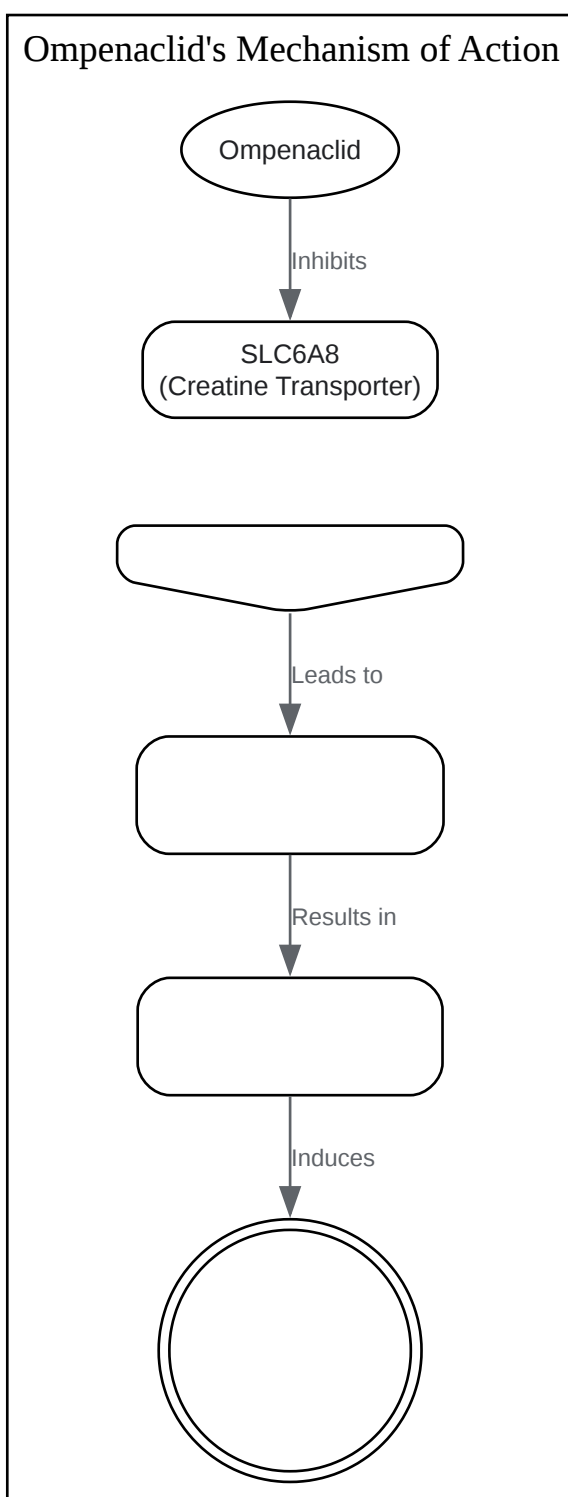 Ompenaclid's Mechanism of Action
Ompenaclid
Inhibits
SLC6A8
(Creatine Transporter)
Leads to
Results in
Induces